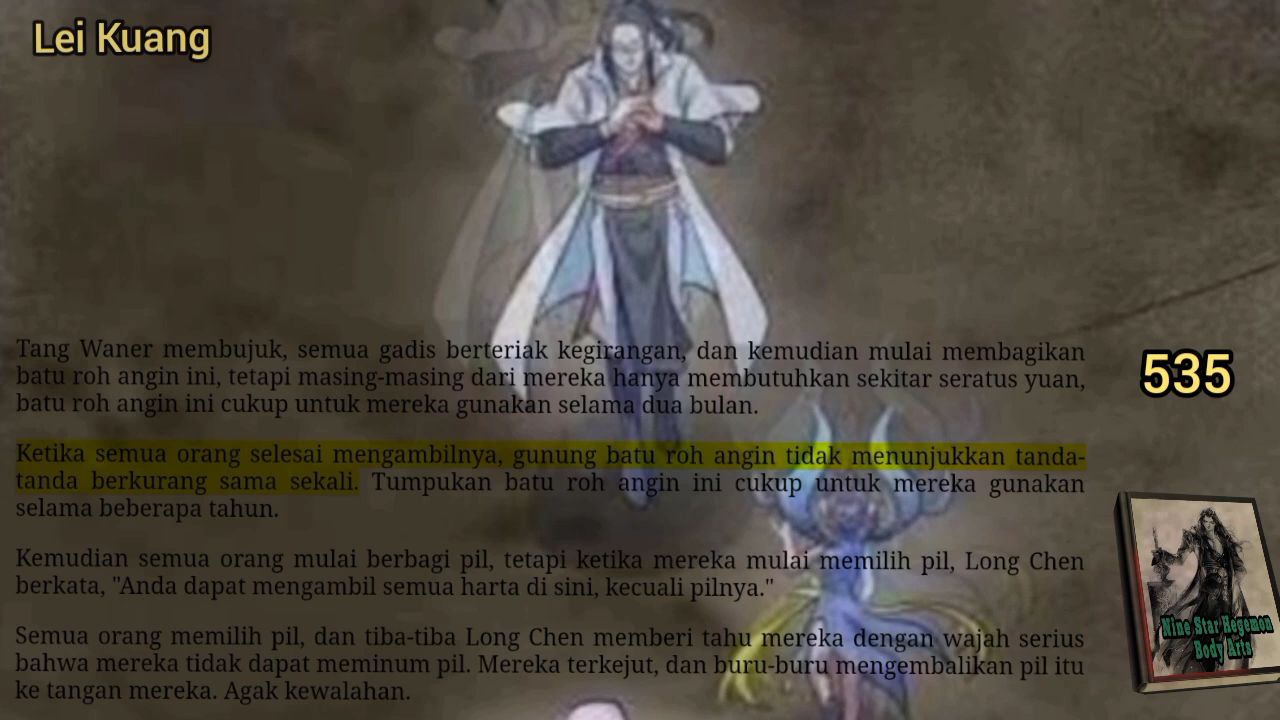 Lei Kuang
Tang Waner membujuk, semua gadis berteriak kegirangan, dan kemudian mulai membagikan
batu roh angin ini, tetapi masing-masing dari mereka hanya membutuhkan sekitar seratus yuan,
batu roh angin ini cukup untuk mereka gunakan selama dua bulan.
Ketika semua orang selesai mengambilnya, gunung batu roh angin tidak menunjukkan tanda-
tanda berkurang sama sekali. Tumpukan batu roh angin ini cukup untuk mereka gunakan
selama beberapa tahun.
Kemudian semua orang mulai berbagi pil, tetapi ketika mereka mulai memilih pil, Long Chen
berkata, "Anda dapat mengambil semua harta di sini, kecuali pilnya."
Semua orang memilih pil, dan tiba-tiba Long Chen memberi tahu mereka dengan wajah serius
bahwa mereka tidak dapat meminum pil. Mereka terkejut, dan buru-buru mengembalikan pil itu
ke tangan mereka. Agak kewalahan.
535
Nine Star Hegemon
Body Arts